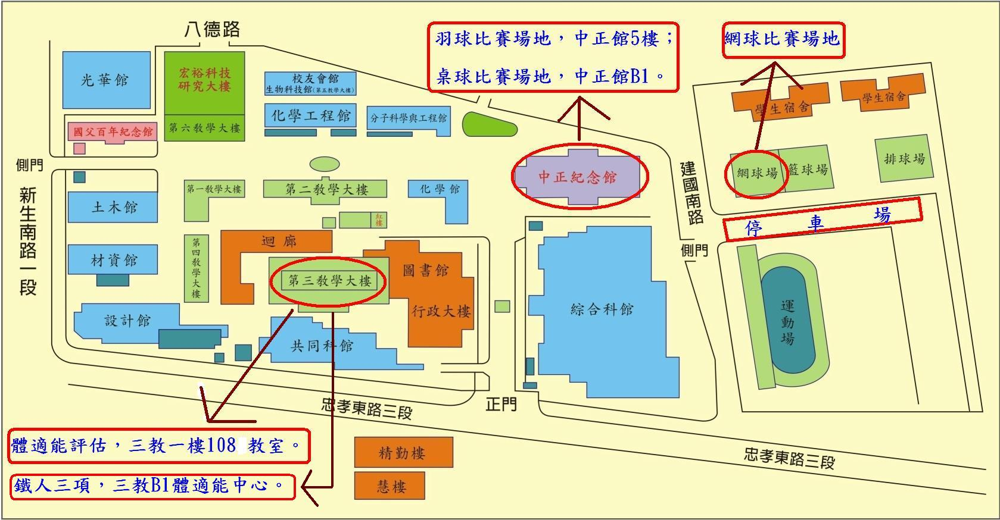 八德路
羽球比賽場地，中正館5樓；
桌球比賽場地，中正館B1。
網球比賽場地
光華館
宏裕科技
研究大樓
第六教學大樓
國父百年紀念館
校友會館
生物科技館(第五教學大樓)
化學工程館
分子科學與工程館
學生宿舍
學生宿舍
側門
新生南路一段
土木館
材資館
設計館
第一教學大樓
第二教學大樓
化學館
紅樓
中正紀念館
建國南路
側門
網球場
籃球場
排球場
停車場
第四教學大樓
迴廊
第三教學大樓
圖書館
行政大樓
共同科館
綜合科館
運動場
忠孝東路三段
正門
忠孝東路三段
體適能評估，三教一樓108教室。
鐵人三項，三教B1體適能中心。
精勤樓
慧樓